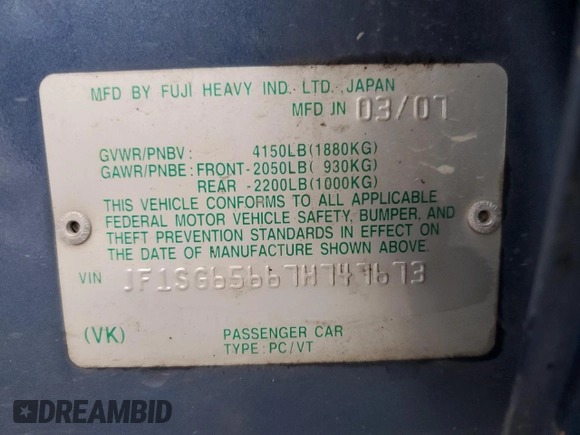 MFD BY FUJI HEAVY IND. LTD. JAPAN
MFD IN 03/07
GVWR/PNBV: 4150LB(1880KG)
GAWR/PNBE: FRONT-2050LB( 930KG)
REAR -2200LB(1000KG)
THIS VEHICLE CONFORMS TO ALL APPLICABLE
FEDERAL MOTOR VEHICLE SAFETY, BUMPER, AND
THEFT PREVENTION STANDARDS IN EFFECT ON
THE DATE OF MANUFACTURE SHOWN ABOVE.
VIN JF1SG65667H747673
(VK) PASSENGER CAR
TYPE:PC/VT
DREAMBID